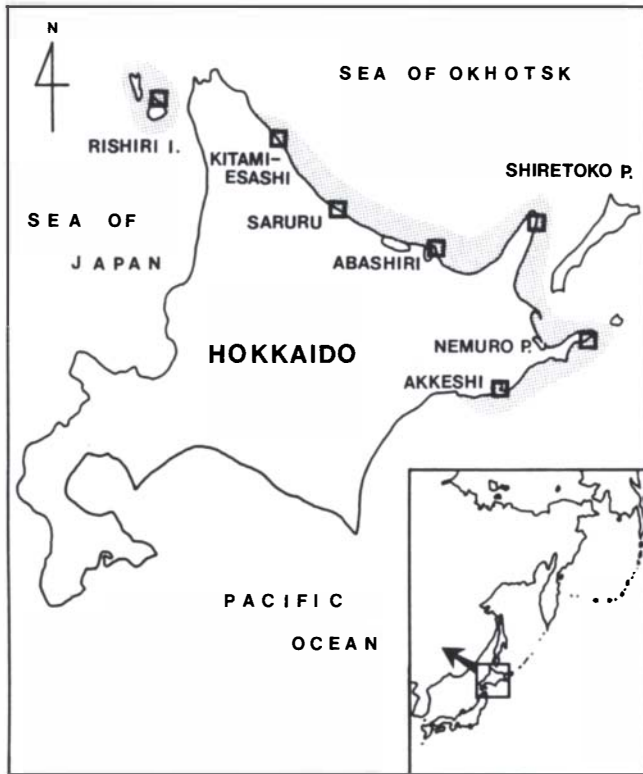 N
SEA OF OKHOTSK
RISHIRI I.
KITAMI-
ESASHI
SHIRETOKO P.
SEA OF
JAPAN
SARURU
ABASHIRI
HOKKAIDO
NEMURO P.
AKKESHI
PACIFIC
OCEAN